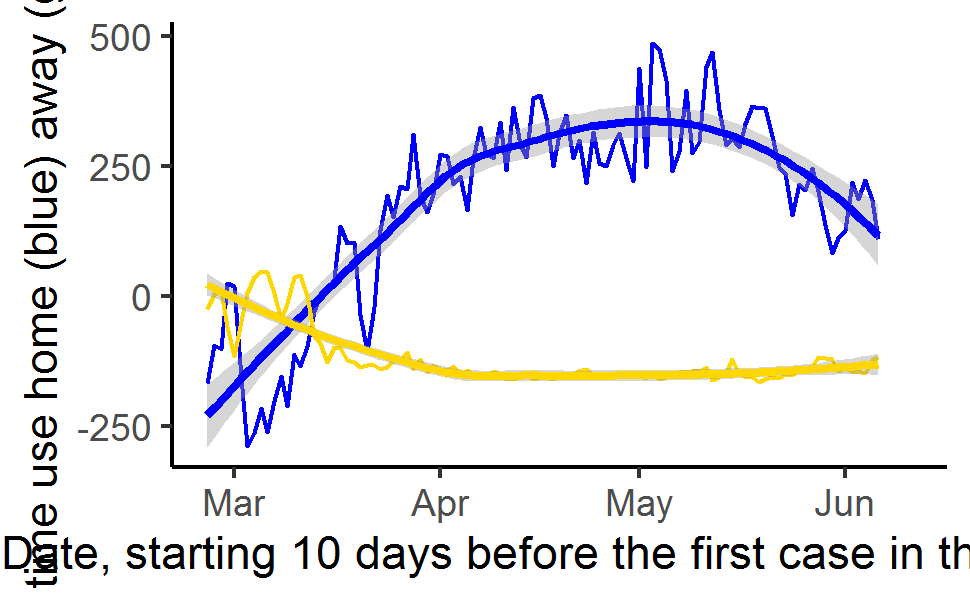 time use home (blue) away (
500
250
0
-250
Mar Apr May Jun
Date, starting 10 days before the first case in th